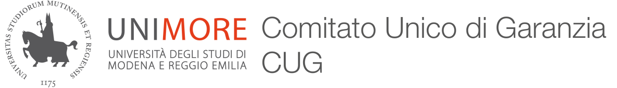 UNIVERSITAS STUDIORUM MUTINENSIS ET REGIENSIS
1175
UNIMORE
UNIVERSITÀ DEGLI STUDI DI
MODENA E REGGIO EMILIA
Comitato Unico di Garanzia
CUG